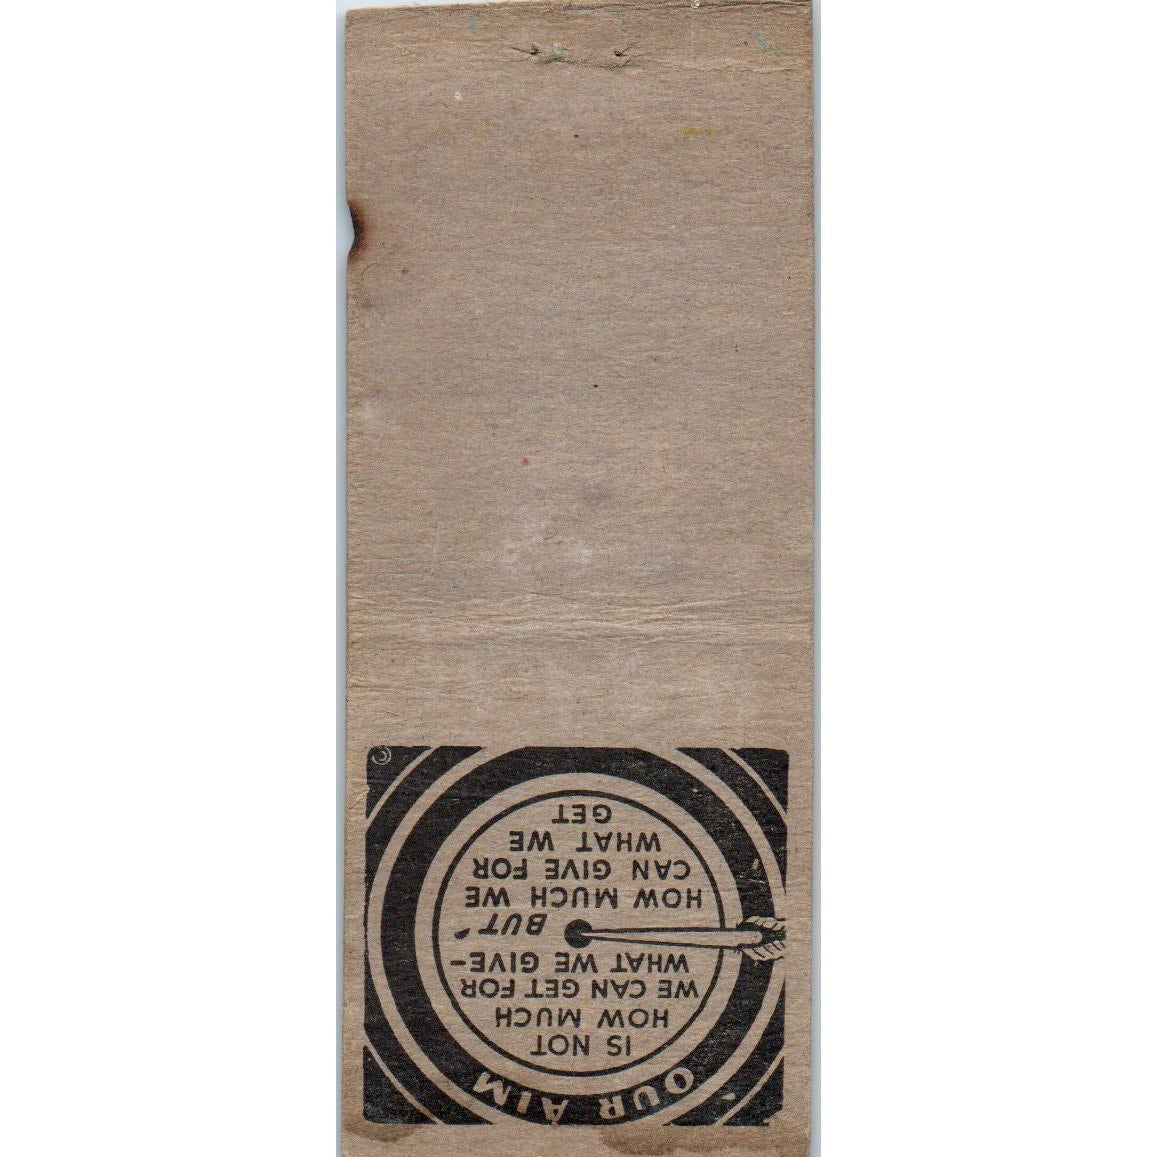 OUR AIM
IS NOT
HOW MUCH
WE CAN GET FOR
WHAT WE GIVE-
BUT
HOW MUCH WE
CAN GIVE FOR
WHAT WE
GET